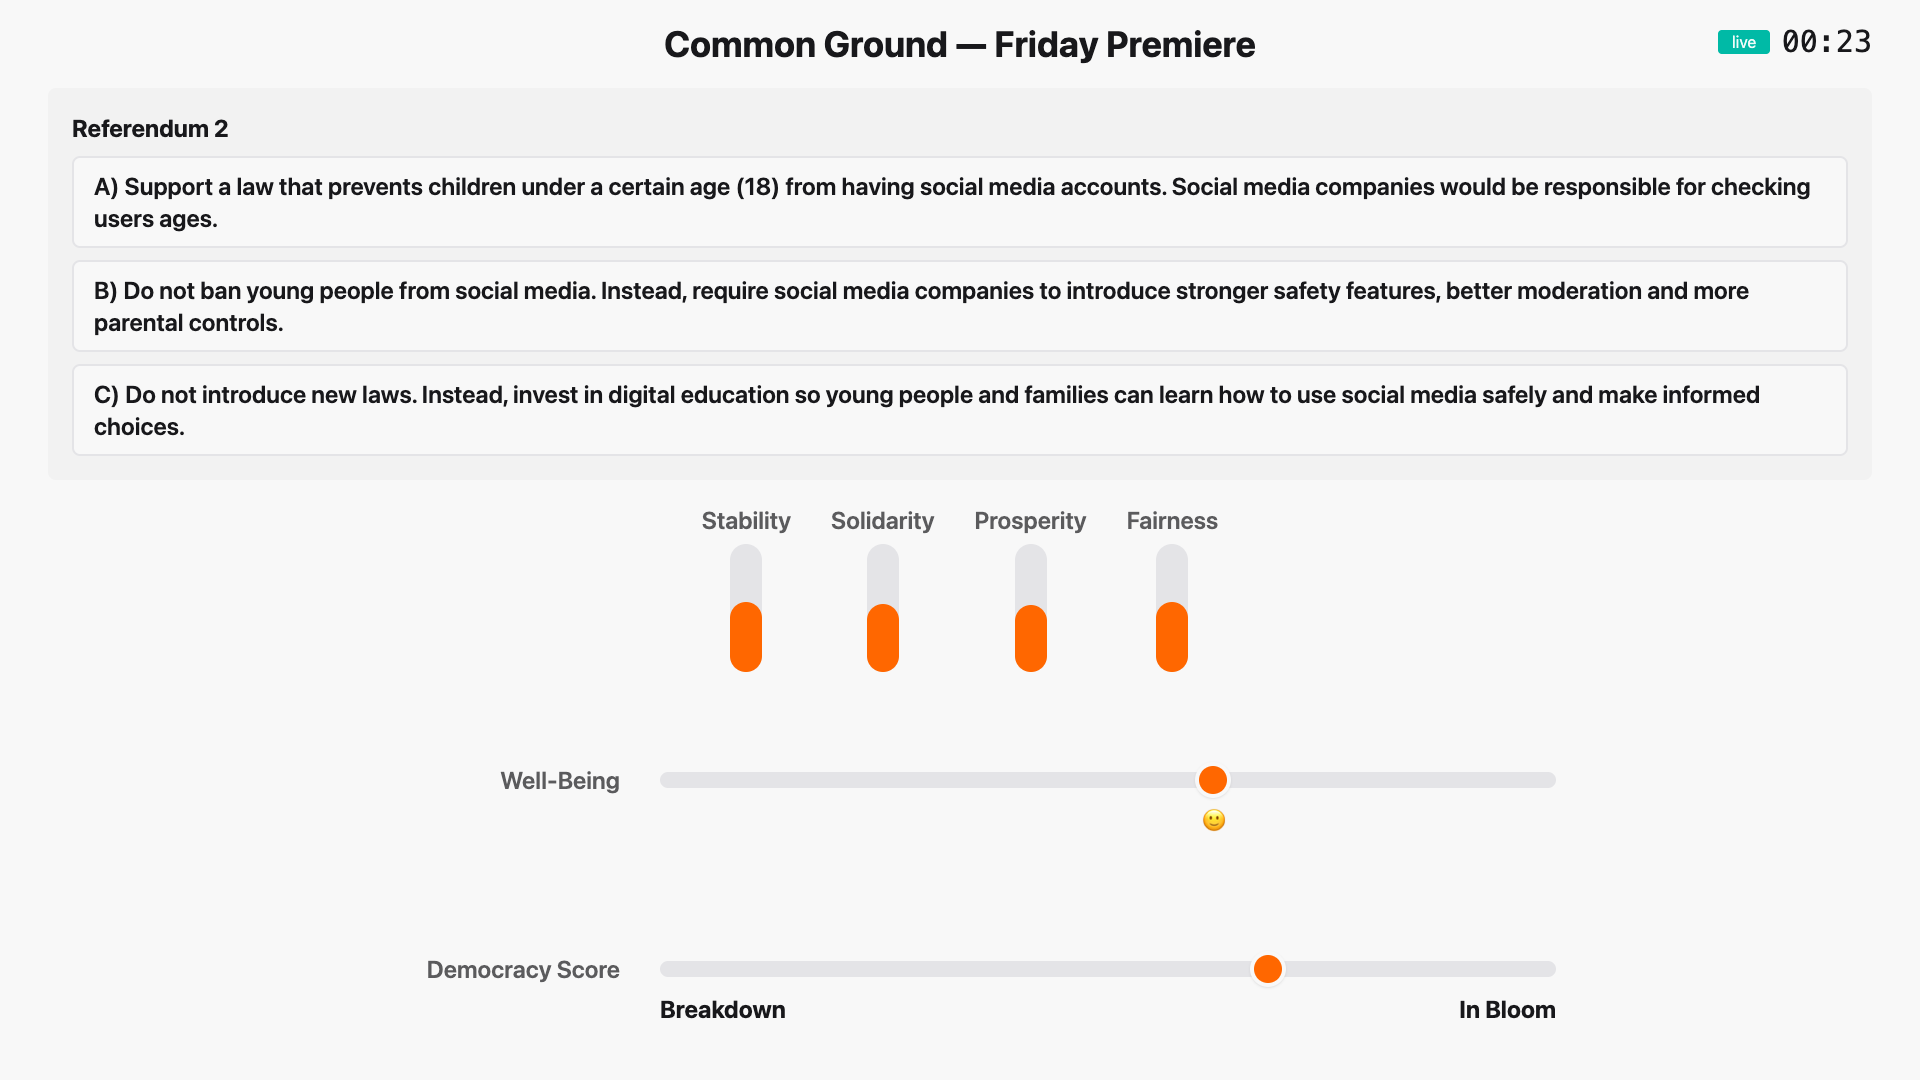 Common Ground — Friday Premiere
live 00:23
Referendum 2
A) Support a law that prevents children under a certain age (18) from having social media accounts. Social media companies would be responsible for checking
users ages.
B) Do not ban young people from social media. Instead, require social media companies to introduce stronger safety features, better moderation and more
parental controls.
C) Do not introduce new laws. Instead, invest in digital education so young people and families can learn how to use social media safely and make informed
choices.
Stability Solidarity Prosperity Fairness
Well-Being
Democracy Score
Breakdown In Bloom